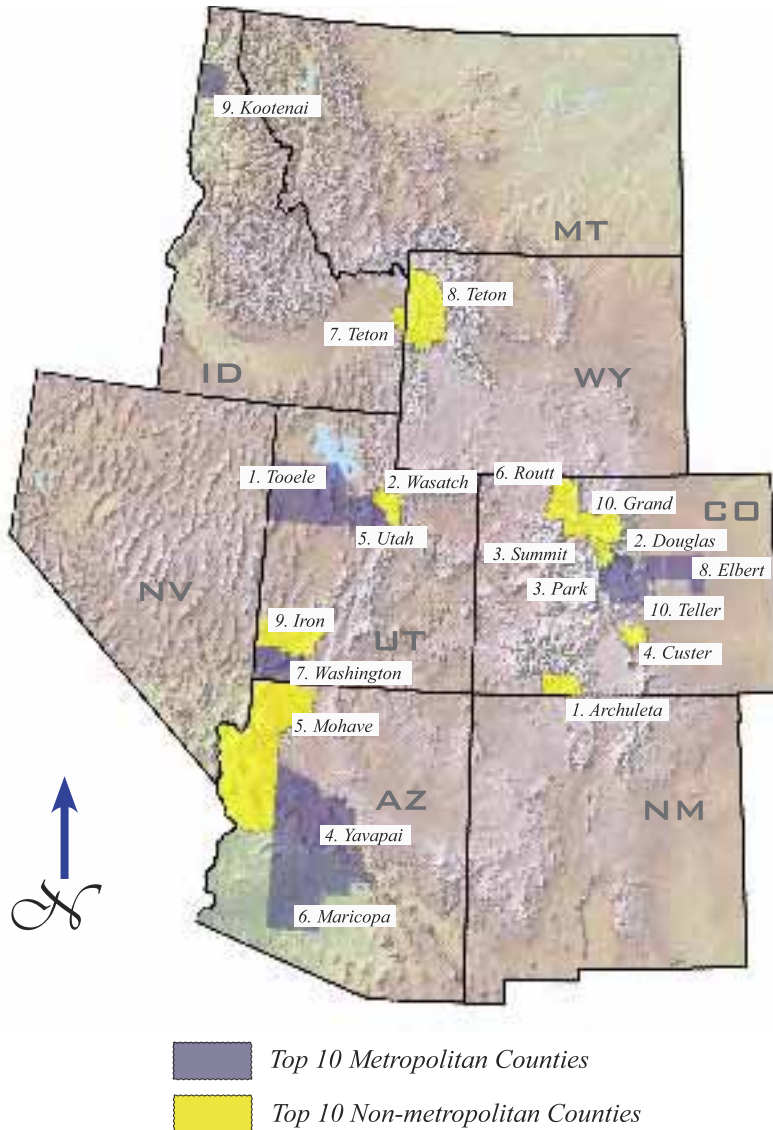 9. Kootenai
MT
8. Teton
7. Teton
ID
WY
1. Tooele
2. Wasatch
6. Routt
10. Grand
CO
5. Utah
2. Douglas
3. Summit
8. Elbert
3. Park
NV
10. Teller
9. Iron
UT
4. Custer
7. Washington
1. Archuleta
5. Mohave
AZ
NM
4. Yavapai
N
6. Maricopa
Top 10 Metropolitan Counties
Top 10 Non-metropolitan Counties